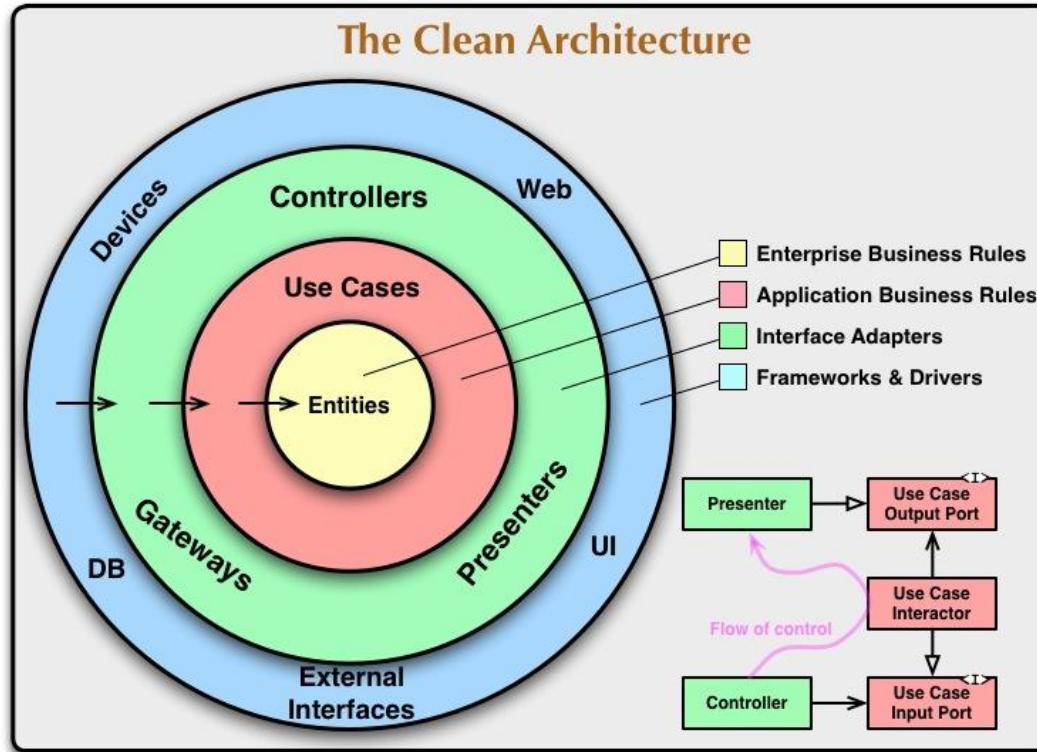 The Clean Architecture
Devices
Web
Controllers
Use Cases
Entities
Gateways
Presenters
DB
UI
External
Interfaces
Enterprise Business Rules
Application Business Rules
Interface Adapters
Frameworks & Drivers
Presenter
<I>
Use Case
Output Port
Use Case
Interactor
Flow of control
Controller
<I>
Use Case
Input Port